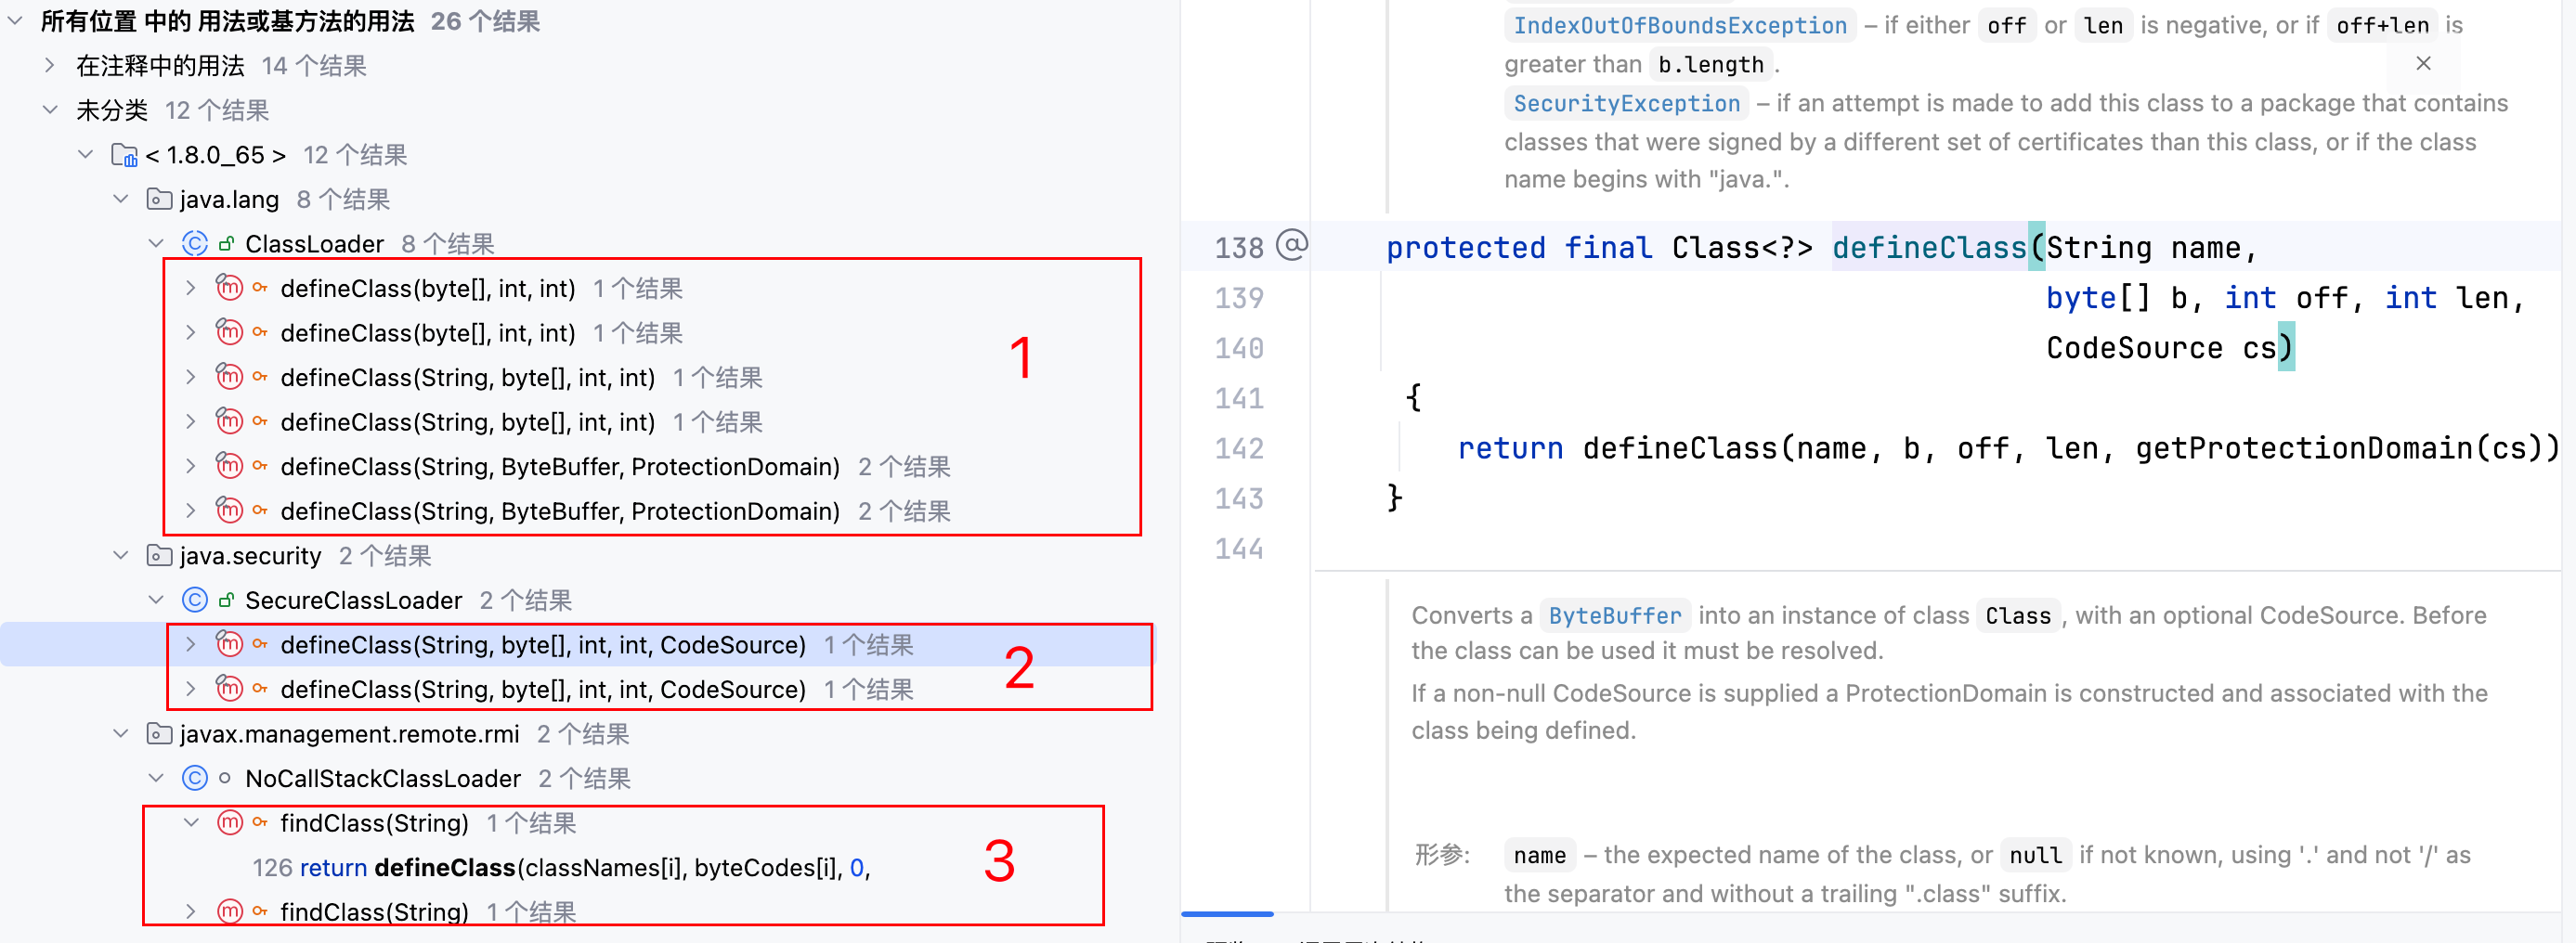 所有位置 中的 用法或基方法的用法 26 个结果
在注释中的用法 14 个结果
未分类 12 个结果
< 1.8.0_65 > 12 个结果
java.lang 8 个结果
ClassLoader 8 个结果
defineClass(byte[], int, int) 1 个结果
defineClass(byte[], int, int) 1 个结果
defineClass(String, byte[], int, int) 1 个结果
defineClass(String, byte[], int, int) 1 个结果
defineClass(String, ByteBuffer, ProtectionDomain) 2 个结果
defineClass(String, ByteBuffer, ProtectionDomain) 2 个结果
1
java.security 2 个结果
SecureClassLoader 2 个结果
defineClass(String, byte[], int, int, CodeSource) 1 个结果
defineClass(String, byte[], int, int, CodeSource) 1 个结果
2
javax.management.remote.rmi 2 个结果
NoCallStackClassLoader 2 个结果
findClass(String) 1 个结果
126 return defineClass(classNames[i], byteCodes[i], 0,
findClass(String) 1 个结果
3
IndexOutOfBoundsException – if either off or len is negative, or if off+len is
greater than b.length.
SecurityException – if an attempt is made to add this class to a package that contains
classes that were signed by a different set of certificates than this class, or if the class
name begins with "java.".
138 protected final Class<?> defineClass(String name,
139 byte[] b, int off, int len,
140 CodeSource cs)
141 {
142 return defineClass(name, b, off, len, getProtectionDomain(cs))
143 }
144
Converts a ByteBuffer into an instance of class Class, with an optional CodeSource. Before
the class can be used it must be resolved.
If a non-null CodeSource is supplied a ProtectionDomain is constructed and associated with the
class being defined.
形参: name – the expected name of the class, or null if not known, using '.' and not '/' as
the separator and without a trailing ".class" suffix.